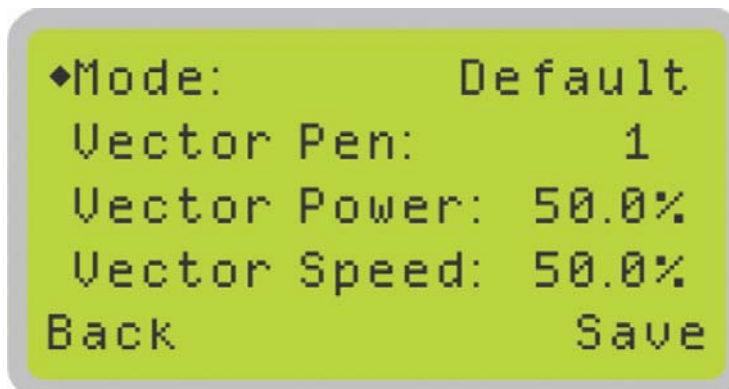 ◆Mode: Default
Vector Pen: 1
Vector Power: 50.0%
Vector Speed: 50.0%
Back Save